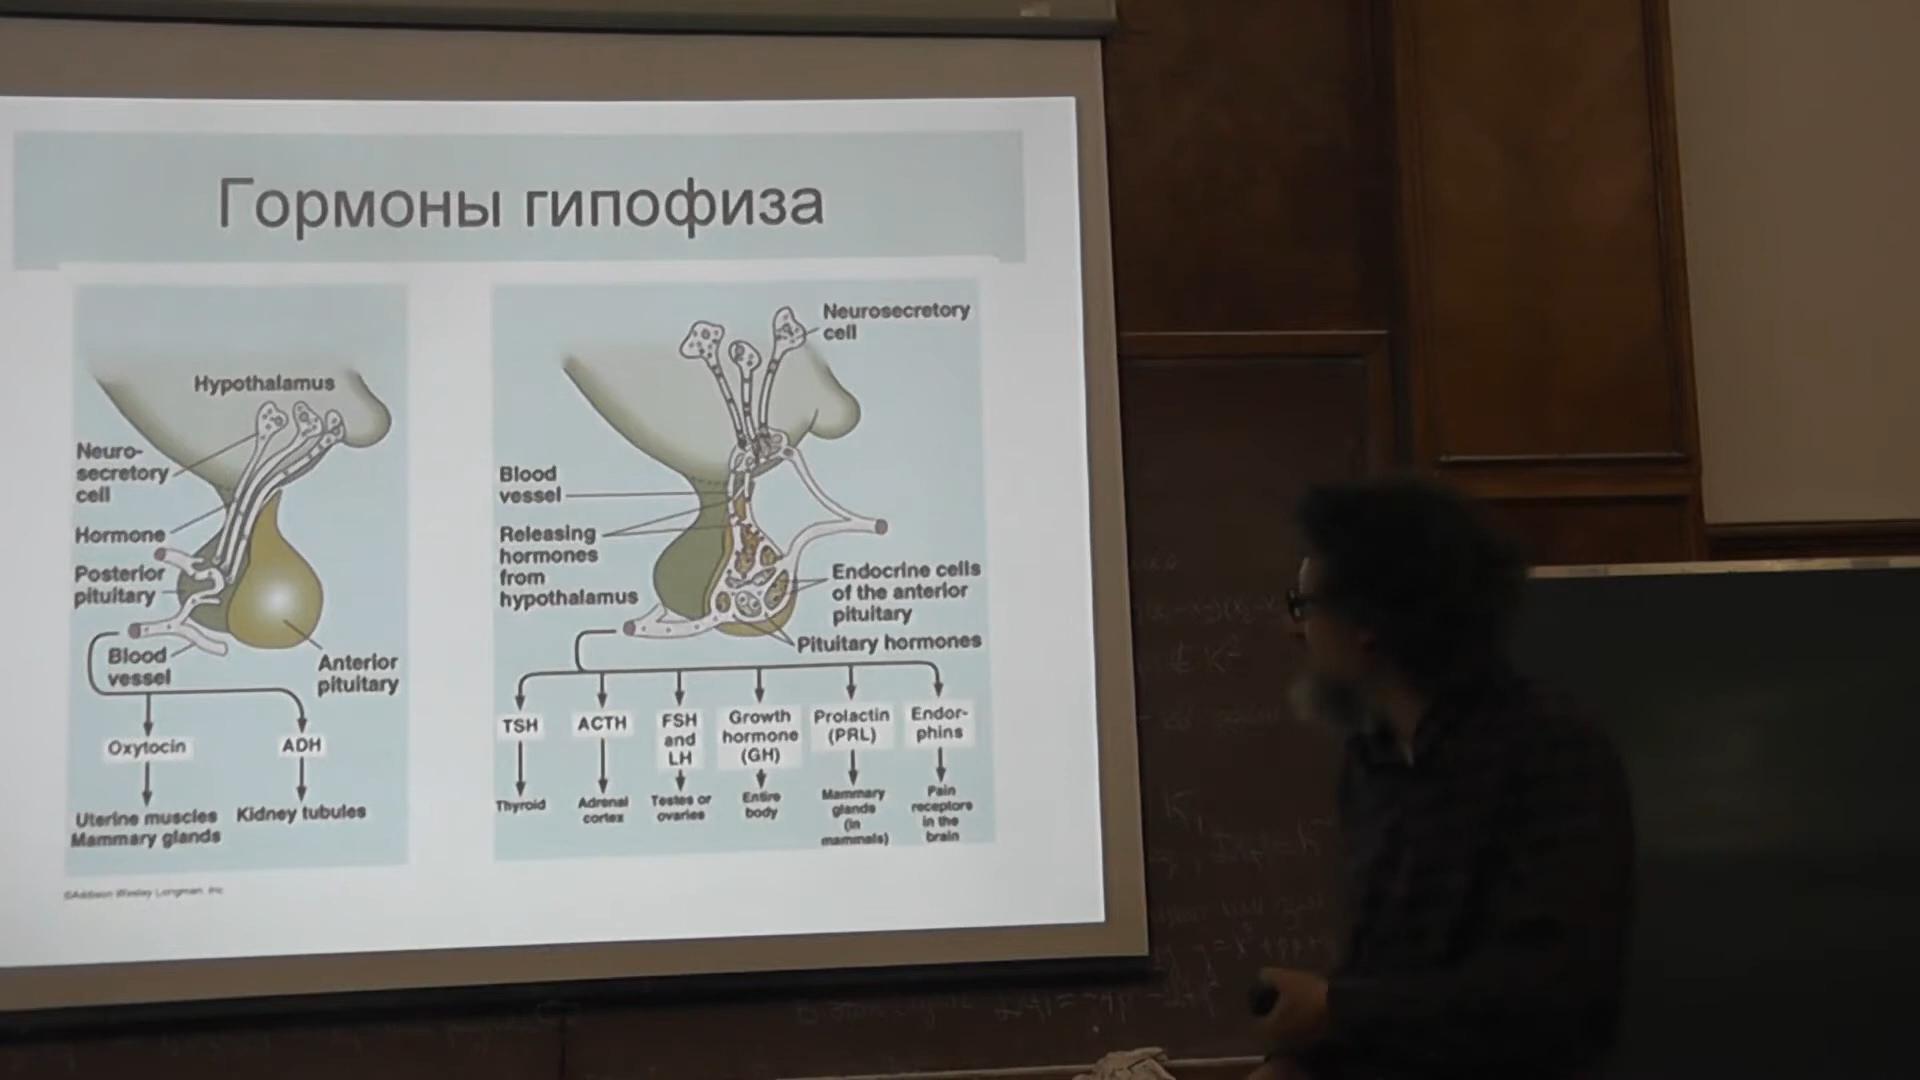 Гормоны гипофиза
Hypothalamus
Neuro-
secretory
cell
Hormone
Posterior
pituitary
Blood
vessel
Anterior
pituitary
Oxytocin
ADH
Uterine muscles
Mammary glands
Kidney tubules
©Addison Wesley Longman, Inc.
Neurosecretory
cell
Blood
vessel
Releasing
hormones
from
hypothalamus
Endocrine cells
of the anterior
pituitary
Pituitary hormones
TSH
ACTH
FSH
and
LH
Growth
hormone
(GH)
Prolactin
(PRL)
Endor-
phins
Thyroid
Adrenal
cortex
Testes or
ovaries
Entire
body
Mammary
glands
(in
mammals)
Pain
receptors
in the
brain